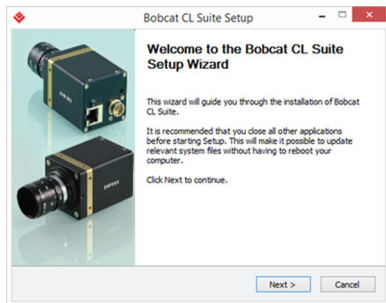 Bobcat CL Suite Setup
Welcome to the Bobcat CL Suite
Setup Wizard
This wizard will guide you through the installation of Bobcat
CL Suite.
It is recommended that you close all other applications
before starting Setup. This will make it possible to update
relevant system files without having to reboot your
computer.
Click Next to continue.
IMPERX
Next >
Cancel